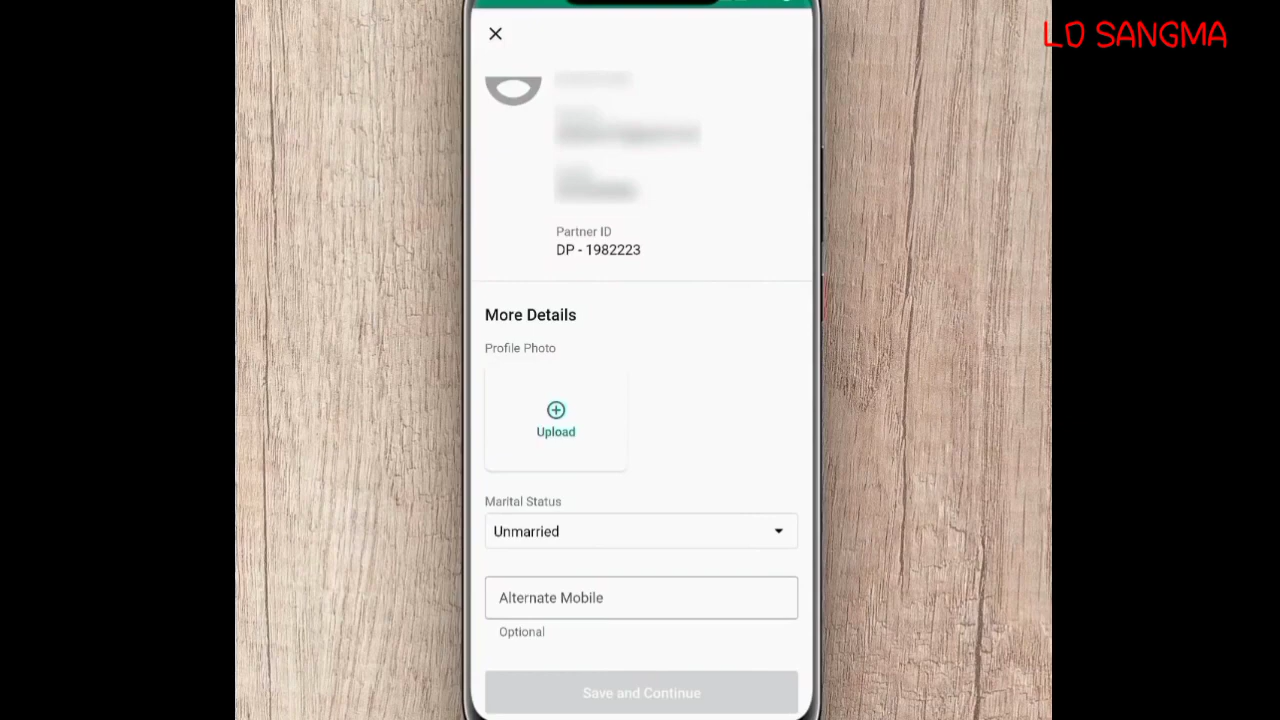 LD SANGMA
Partner ID
DP - 1982223
More Details
Profile Photo
Upload
Marital Status
Unmarried
Alternate Mobile
Optional
Save and Continue